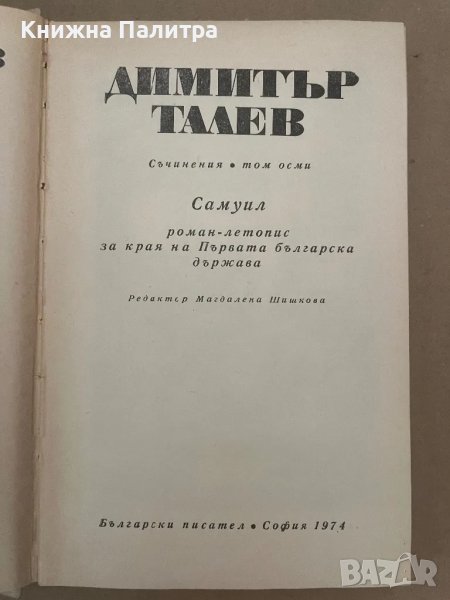 Книжна Палитра
ДИМИТЪР
ТАЛЕВ
Съчинения • том осми
Самуил
роман-летопис
за края на Първата българска
държава
Редактор Магдалена Шишкова
Български писател • София 1974
BAZAR